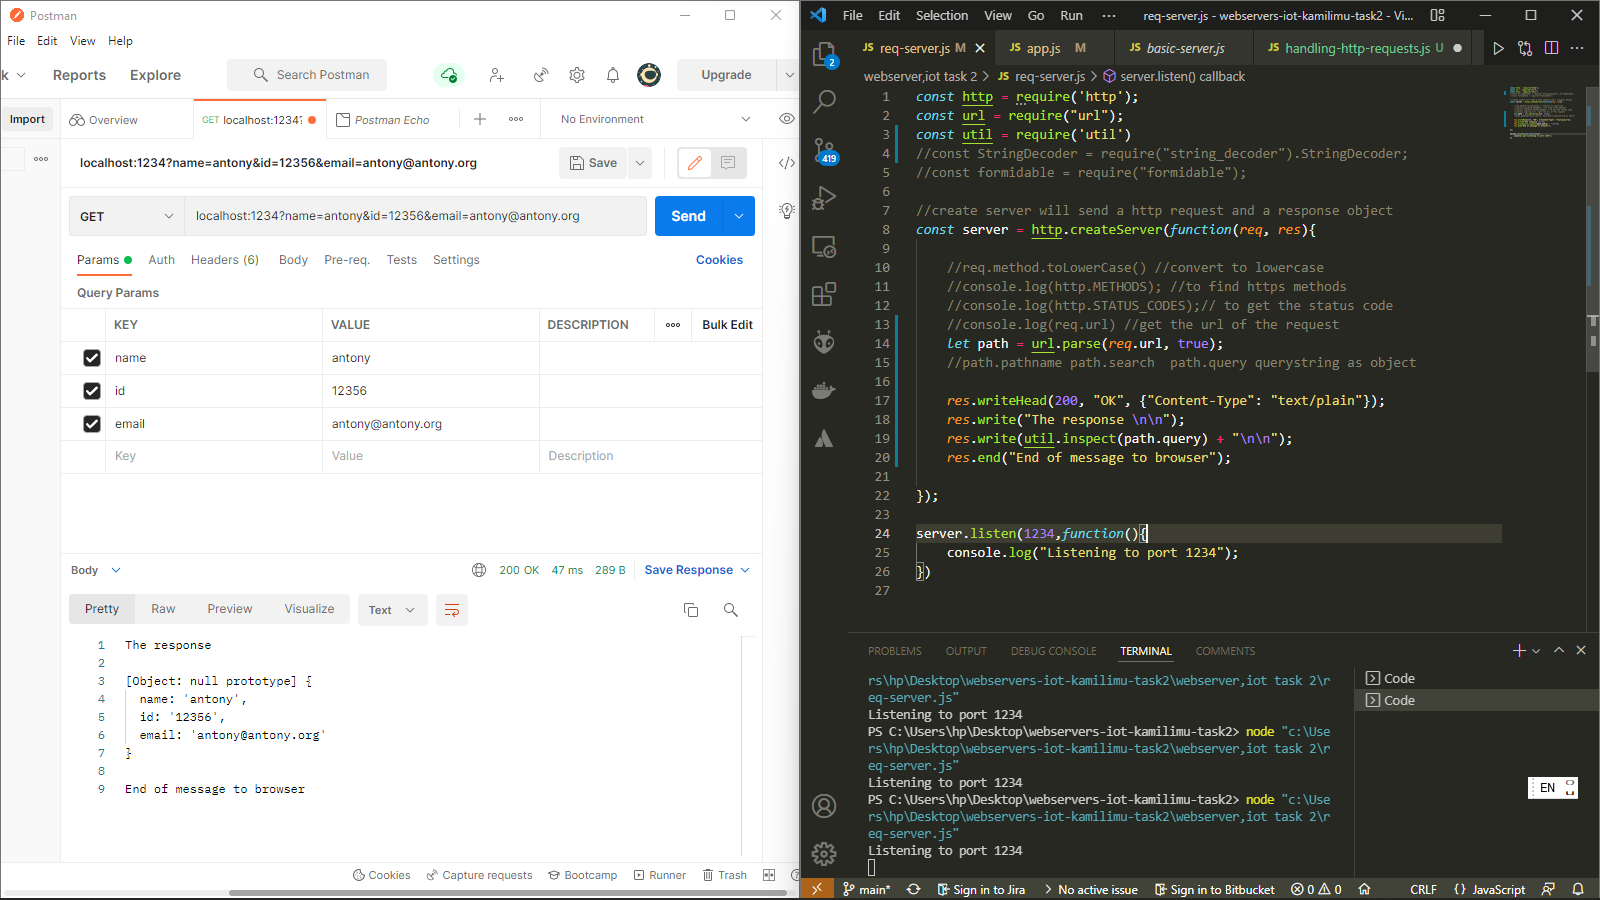 Postman
File Edit View Help
k Reports Explore Search Postman Upgrade
Import Overview GET localhost:1234? Postman Echo No Environment
localhost:1234?name=antony&id=12356&email=antony@antony.org Save
GET localhost:1234?name=antony&id=12356&email=antony@antony.org Send
Params Auth Headers (6) Body Pre-req. Tests Settings Cookies
Query Params
KEY VALUE DESCRIPTION Bulk Edit
name antony
id 12356
email antony@antony.org
Key Value Description
Body 200 OK 47 ms 289 B Save Response
Pretty Raw Preview Visualize Text
1 The response
2
3 [Object: null prototype] {
4 name: 'antony',
5 id: '12356',
6 email: 'antony@antony.org'
7 }
8
9 End of message to browser
Cookies Capture requests Bootcamp Runner Trash
File Edit Selection View Go Run ··· req-server.js - webservers-iot-kamilimu-task2 - Vi...
JS req-server.js M JS app.js M JS basic-server.js JS handling-http-requests.js U
webserver,iot task 2 > JS req-server.js > server.listen() callback
2
419
1 const http = require('http');
2 const url = require("url");
3 const util = require('util')
4 //const StringDecoder = require("string_decoder").StringDecoder;
5 //const formidable = require("formidable");
6
7 //create server will send a http request and a response object
8 const server = http.createServer(function(req, res){
9
10 //req.method.toLowerCase() //convert to lowercase
11 //console.log(http.METHODS); //to find https methods
12 //console.log(http.STATUS_CODES);// to get the status code
13 //console.log(req.url) //get the url of the request
14 let path = url.parse(req.url, true);
15 //path.pathname path.search  path.query querystring as object
16
17 res.writeHead(200, "OK", {"Content-Type": "text/plain"});
18 res.write("The response \n\n");
19 res.write(util.inspect(path.query) + "\n\n");
20 res.end("End of message to browser");
21
22 });
23
24 server.listen(1234,function(){
25 console.log("Listening to port 1234");
26 })
27
PROBLEMS OUTPUT DEBUG CONSOLE TERMINAL COMMENTS
rs\hp\Desktop\webservers-iot-kamilimu-task2\webserver,iot task 2\r
eq-server.js"
Listening to port 1234
PS C:\Users\hp\Desktop\webservers-iot-kamilimu-task2> node "c:\Use
rs\hp\Desktop\webservers-iot-kamilimu-task2\webserver,iot task 2\r
eq-server.js"
Listening to port 1234
PS C:\Users\hp\Desktop\webservers-iot-kamilimu-task2> node "c:\Use
rs\hp\Desktop\webservers-iot-kamilimu-task2\webserver,iot task 2\r
eq-server.js"
Listening to port 1234
Code
Code
EN
main* Sign in to Jira No active issue Sign in to Bitbucket 0 0 CRLF {} JavaScript